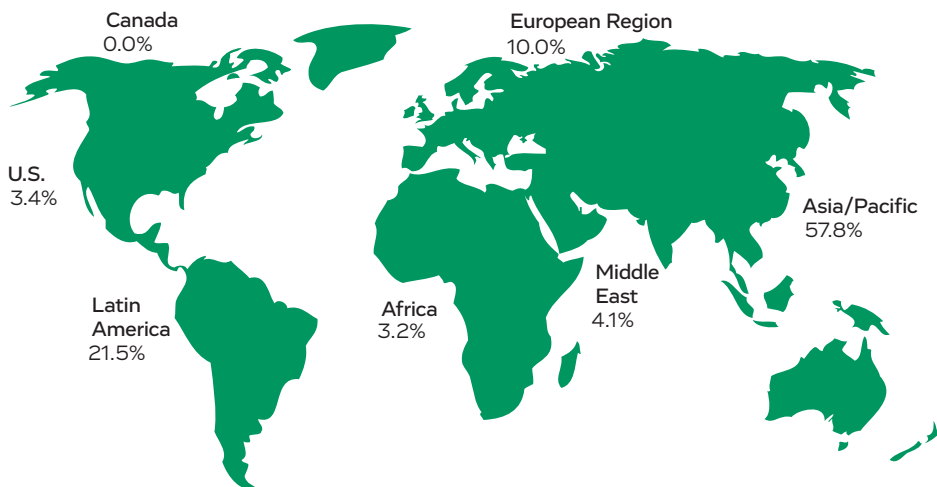 Canada
0.0%
European Region
10.0%
U.S.
3.4%
Asia/Pacific
57.8%
Latin
America
21.5%
Africa
3.2%
Middle
East
4.1%